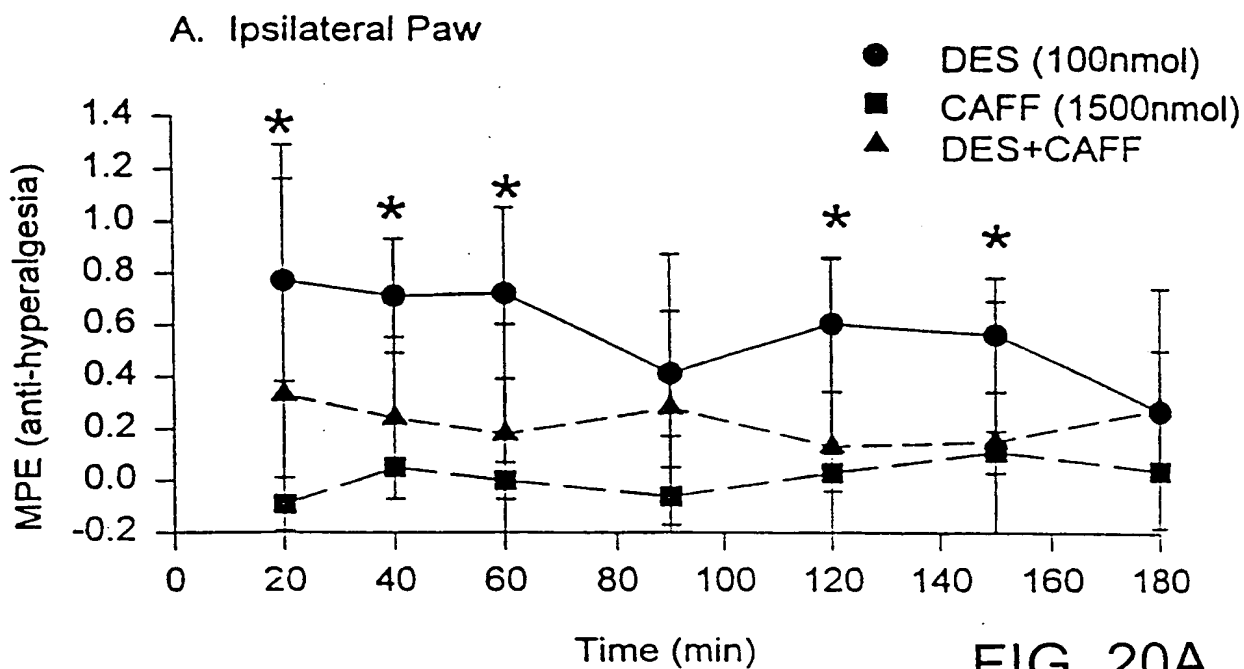 A. Ipsilateral Paw
DES (100nmol)
CAFF (1500nmol)
DES+CAFF
MPE (anti-hyperalgesia)
1.4
1.2
1.0
0.8
0.6
0.4
0.2
0.0
-0.2
* * * * *
0 20 40 60 80 100 120 140 160 180
Time (min)
FIG. 20A